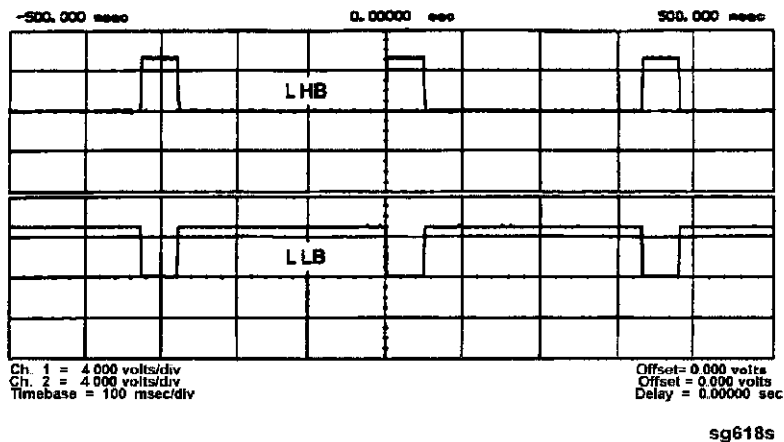 -500.000 msec 0.00000 sec 500.000 msec
LHB
LLB
Ch. 1 = 4.000 volts/div
Ch. 2 = 4.000 volts/div
Timebase = 100 msec/div
Offset= 0.000 volts
Offset = 0.000 volts
Delay = 0.00000 sec
sg618s